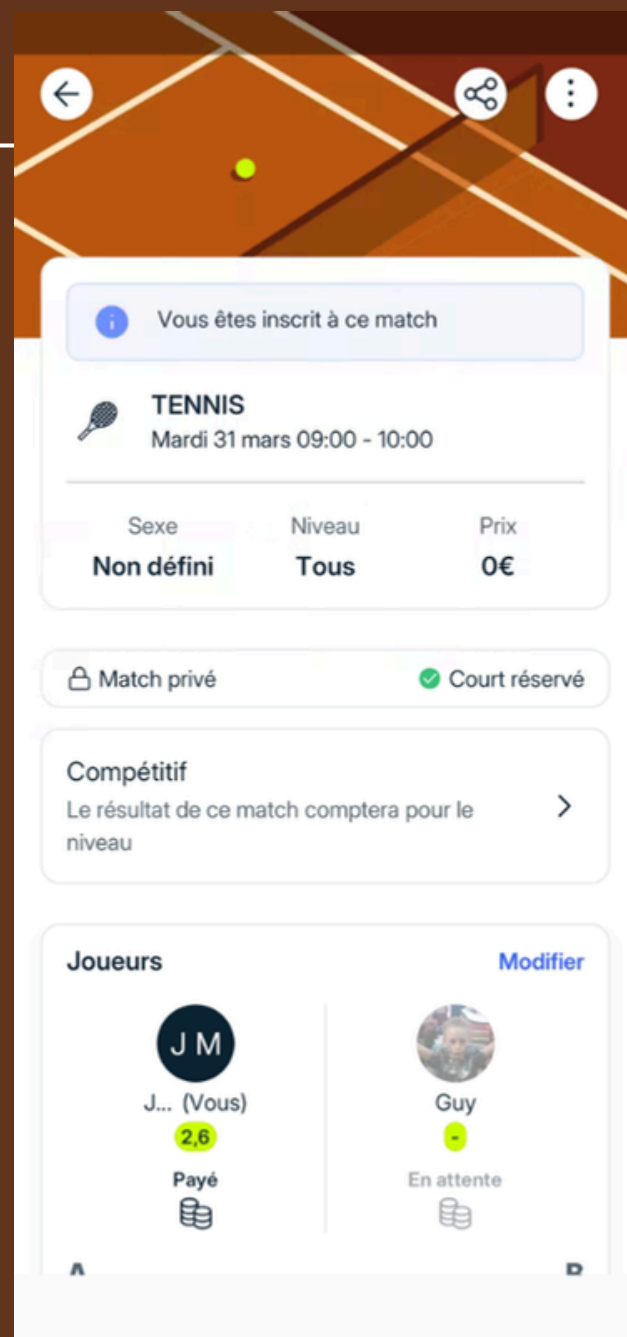 Vous êtes inscrit à ce match
TENNIS
Mardi 31 mars 09:00 - 10:00
Sexe Niveau Prix
Non défini Tous 0€
Match privé Court réservé
Compétitif
Le résultat de ce match comptera pour le
niveau
Joueurs Modifier
J M
J... (Vous) Guy
2,6 -
Payé En attente
A B